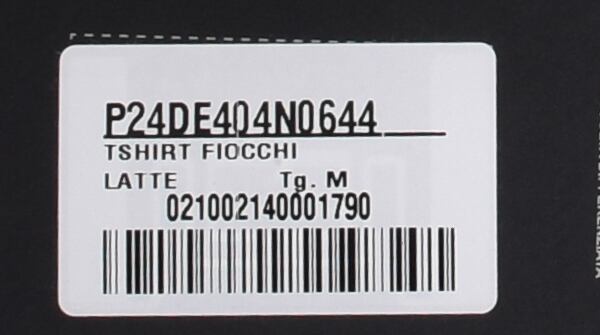 P24DE404N0644
TSHIRT FIOCCHI
LATTE Tg. M
021002140001790